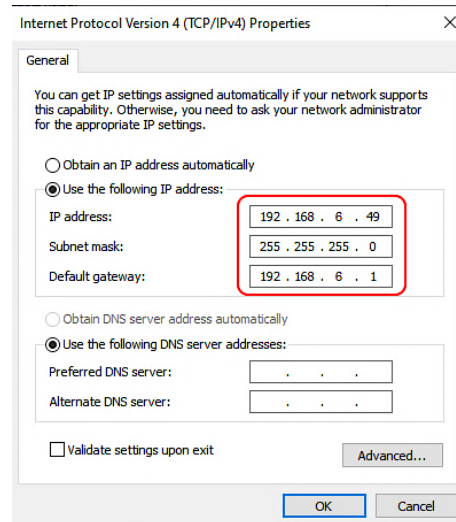 Internet Protocol Version 4 (TCP/IPv4) Properties
General
You can get IP settings assigned automatically if your network supports
this capability. Otherwise, you need to ask your network administrator
for the appropriate IP settings.
Obtain an IP address automatically
Use the following IP address:
IP address: 192 . 168 . 6 . 49
Subnet mask: 255 . 255 . 255 . 0
Default gateway: 192 . 168 . 6 . 1
Obtain DNS server address automatically
Use the following DNS server addresses:
Preferred DNS server: . . .
Alternate DNS server: . . .
Validate settings upon exit
Advanced...
OK Cancel